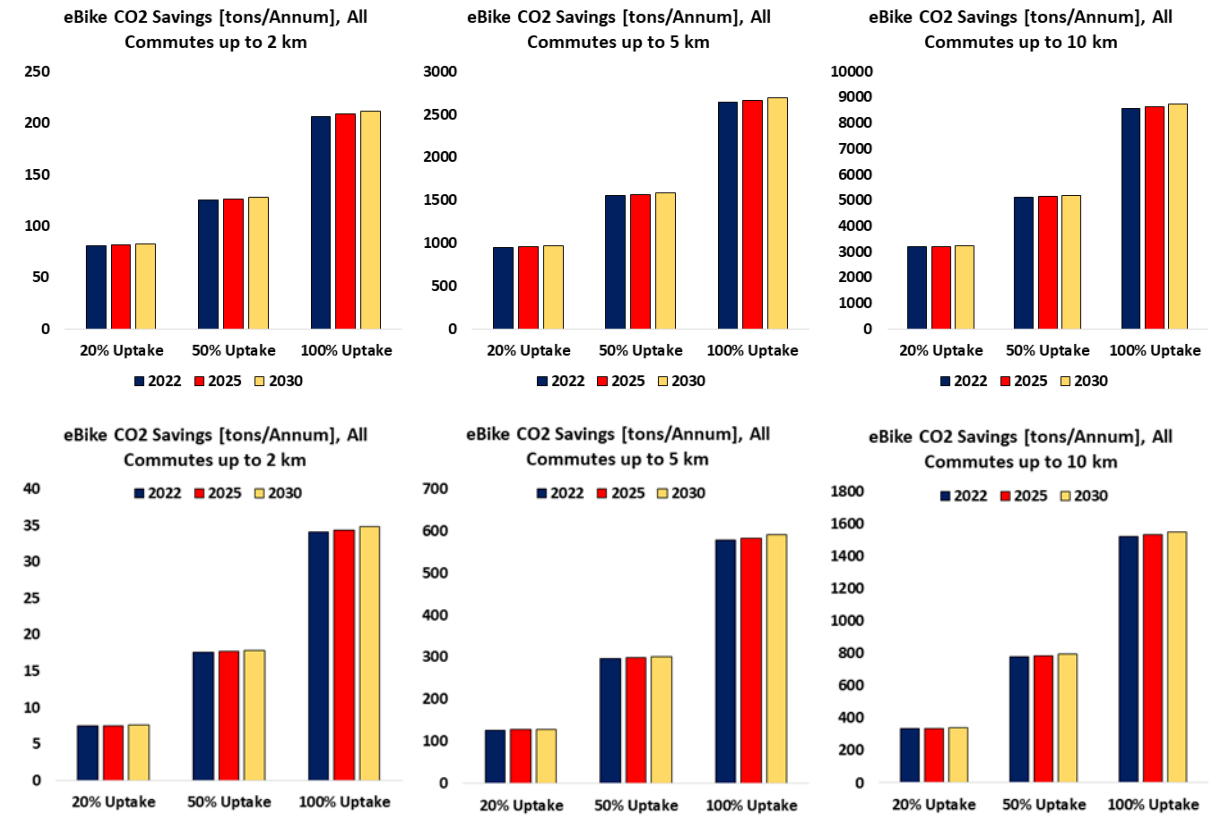 eBike CO2 Savings [tons/Annum], All
Commutes up to 2 km
250
200
150
100
50
0
20% Uptake 50% Uptake 100% Uptake
2022 2025 2030
eBike CO2 Savings [tons/Annum], All
Commutes up to 5 km
3000
2500
2000
1500
1000
500
0
20% Uptake 50% Uptake 100% Uptake
2022 2025 2030
eBike CO2 Savings [tons/Annum], All
Commutes up to 10 km
10000
9000
8000
7000
6000
5000
4000
3000
2000
1000
0
20% Uptake 50% Uptake 100% Uptake
2022 2025 2030
eBike CO2 Savings [tons/Annum], All
Commutes up to 2 km
2022 2025 2030
40
35
30
25
20
15
10
5
0
20% Uptake 50% Uptake 100% Uptake
eBike CO2 Savings [tons/Annum], All
Commutes up to 5 km
2022 2025 2030
700
600
500
400
300
200
100
0
20% Uptake 50% Uptake 100% Uptake
eBike CO2 Savings [tons/Annum], All
Commutes up to 10 km
2022 2025 2030
1800
1600
1400
1200
1000
800
600
400
200
0
20% Uptake 50% Uptake 100% Uptake